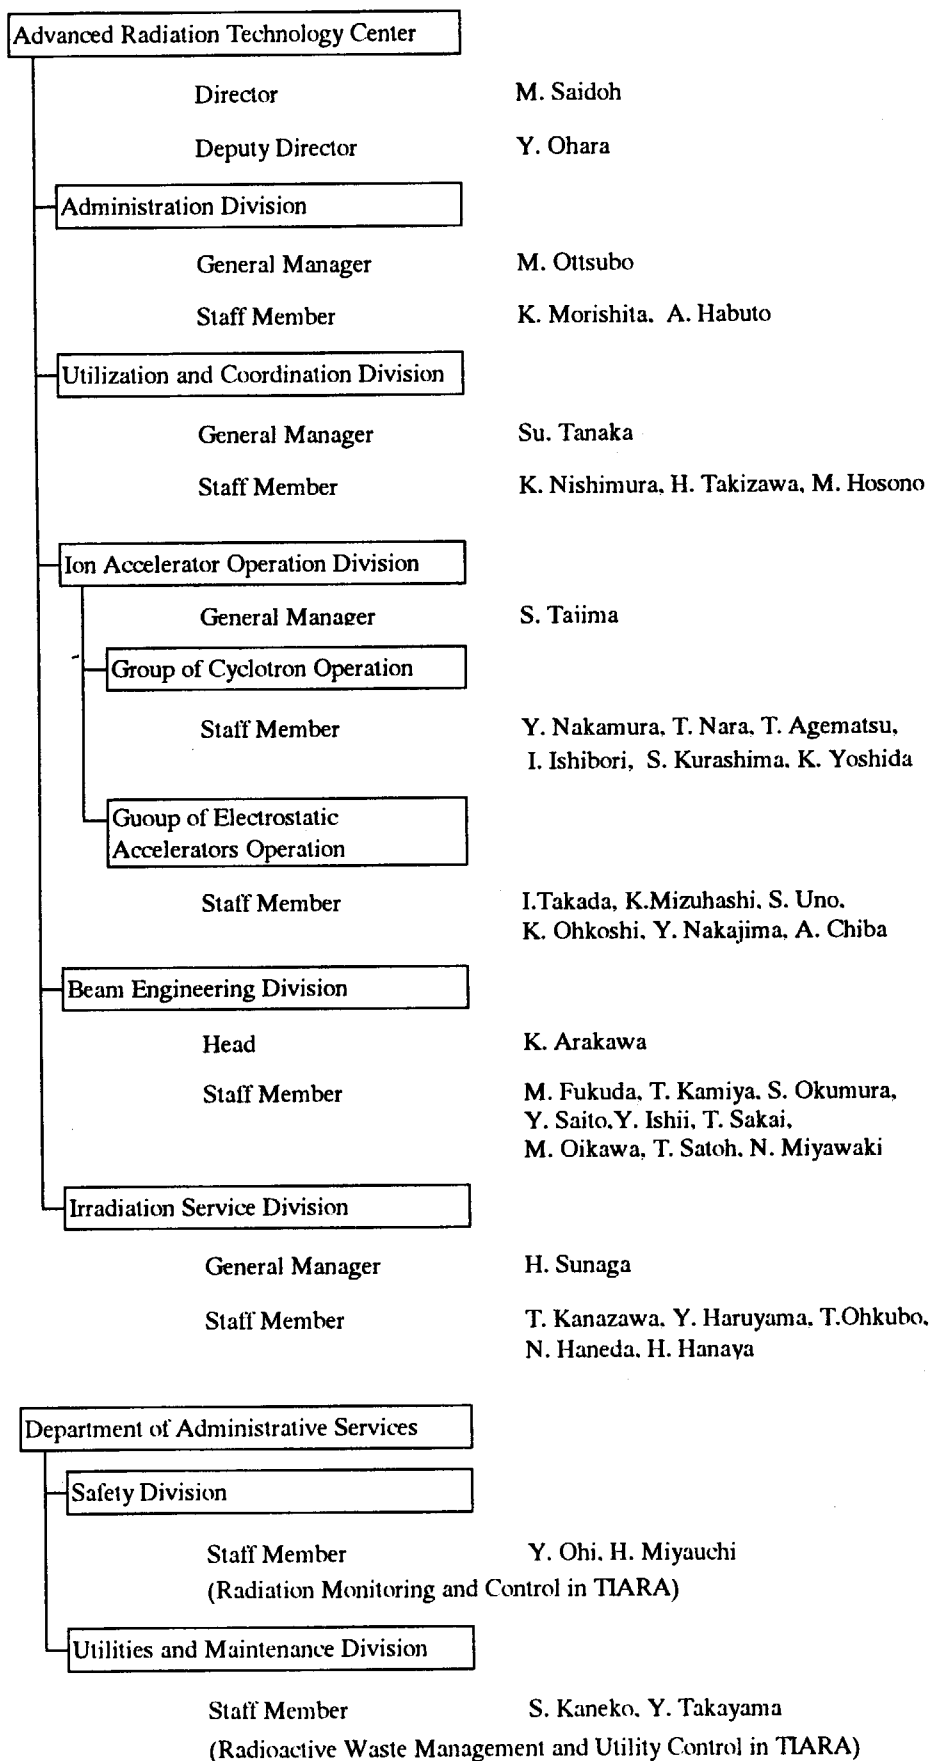 Advanced Radiation Technology Center
Director M. Saidoh
Deputy Director Y. Ohara
Administration Division
General Manager M. Ottsubo
Staff Member K. Morishita. A. Habuto
Utilization and Coordination Division
General Manager Su. Tanaka
Staff Member K. Nishimura, H. Takizawa, M. Hosono
Ion Accelerator Operation Division
General Manager S. Taiima
Group of Cyclotron Operation
Staff Member Y. Nakamura, T. Nara, T. Agematsu,
I. Ishibori, S. Kurashima. K. Yoshida
Guoup of Electrostatic
Accelerators Operation
Staff Member I.Takada, K.Mizuhashi, S. Uno,
K. Ohkoshi, Y. Nakajima, A. Chiba
Beam Engineering Division
Head K. Arakawa
Staff Member M. Fukuda, T. Kamiya. S. Okumura,
Y. Saito,Y. Ishii, T. Sakai,
M. Oikawa, T. Satoh, N. Miyawaki
Irradiation Service Division
General Manager H. Sunaga
Staff Member T. Kanazawa. Y. Haruyama, T.Ohkubo,
N. Haneda, H. Hanaya
Department of Administrative Services
Safety Division
Staff Member Y. Ohi, H. Miyauchi
(Radiation Monitoring and Control in TIARA)
Utilities and Maintenance Division
Staff Member S. Kaneko, Y. Takayama
(Radioactive Waste Management and Utility Control in TIARA)